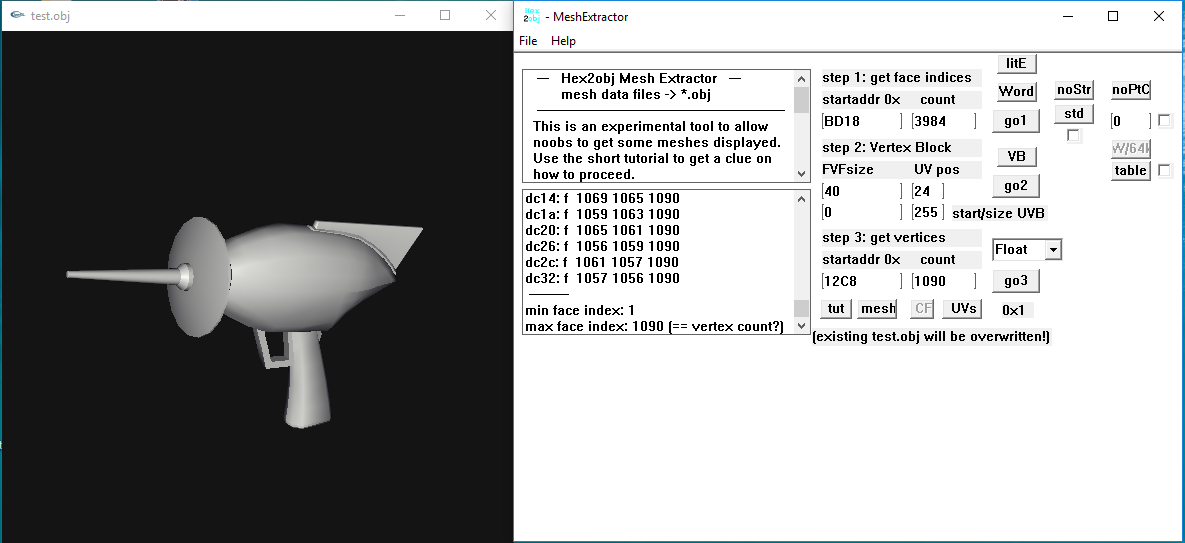 test.obj
Hex
2obj
- MeshExtractor
File Help
— Hex2obj Mesh Extractor —
mesh data files -> *.obj
This is an experimental tool to allow
noobs to get some meshes displayed.
Use the short tutorial to get a clue on
how to proceed.
dc14: f 1069 1065 1090
dc1a: f 1059 1063 1090
dc20: f 1065 1061 1090
dc26: f 1056 1059 1090
dc2c: f 1061 1057 1090
dc32: f 1057 1056 1090
min face index: 1
max face index: 1090 (== vertex count?)
step 1: get face indices
startaddr 0x count
BD18 3984
step 2: Vertex Block
FVFsize UV pos
40 24
0 255 start/size UVB
step 3: get vertices
startaddr 0x count
12C8 1090
tut mesh CF UVs
(existing test.obj will be overwritten!)
litE
Word
go1
VB
go2
Float
go3
0x1
noStr
std
noPtC
0
W/64k
table